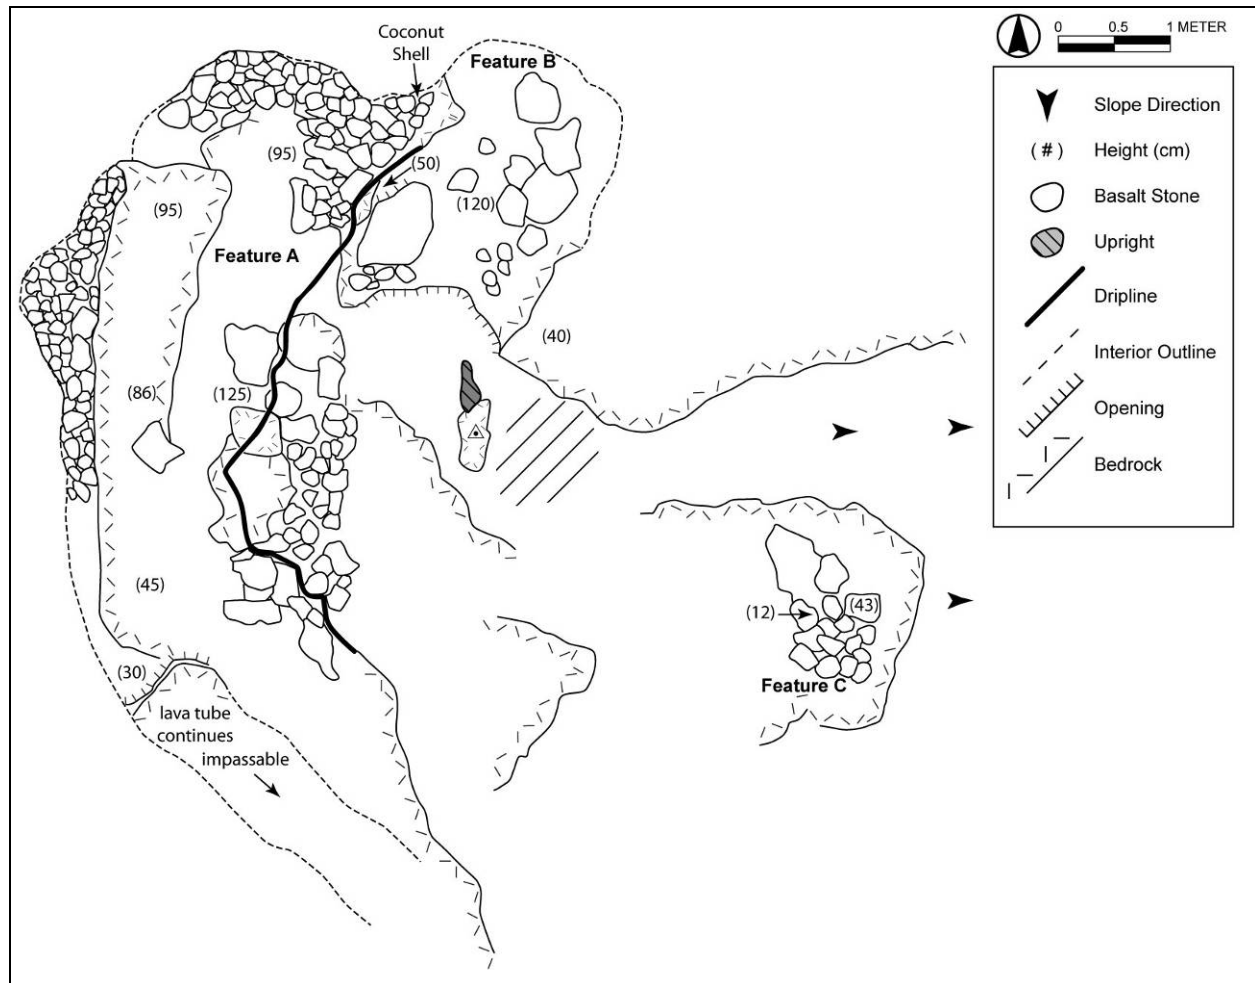 Coconut
Shell
Feature B
0 0.5 1 METER
Slope Direction
( # ) Height (cm)
Basalt Stone
Upright
Dripline
Interior Outline
Opening
Bedrock
(95)
(50)
(95)
(120)
Feature A
(40)
(86)
(125)
(45)
(12)
(43)
(30)
Feature C
lava tube
continues
impassable